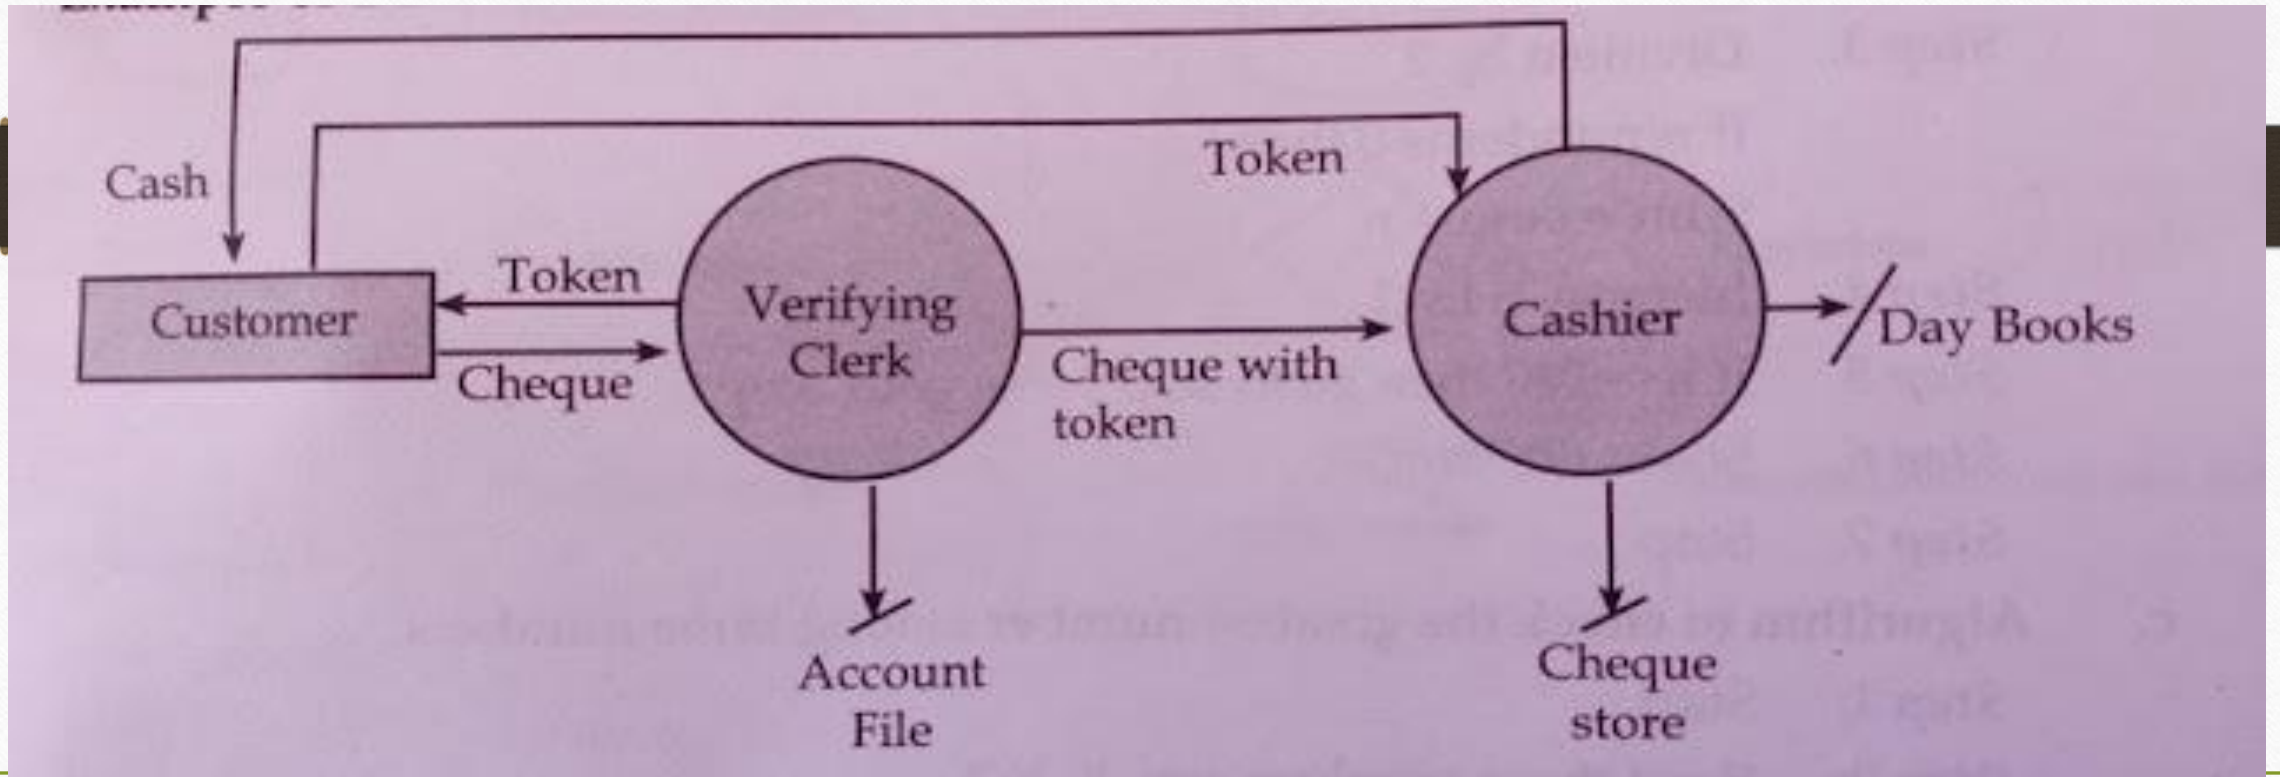 Cash
Token
Customer
Token
Cheque
Verifying
Clerk
Cheque with
token
Cashier
Day Books
Account
File
Cheque
store